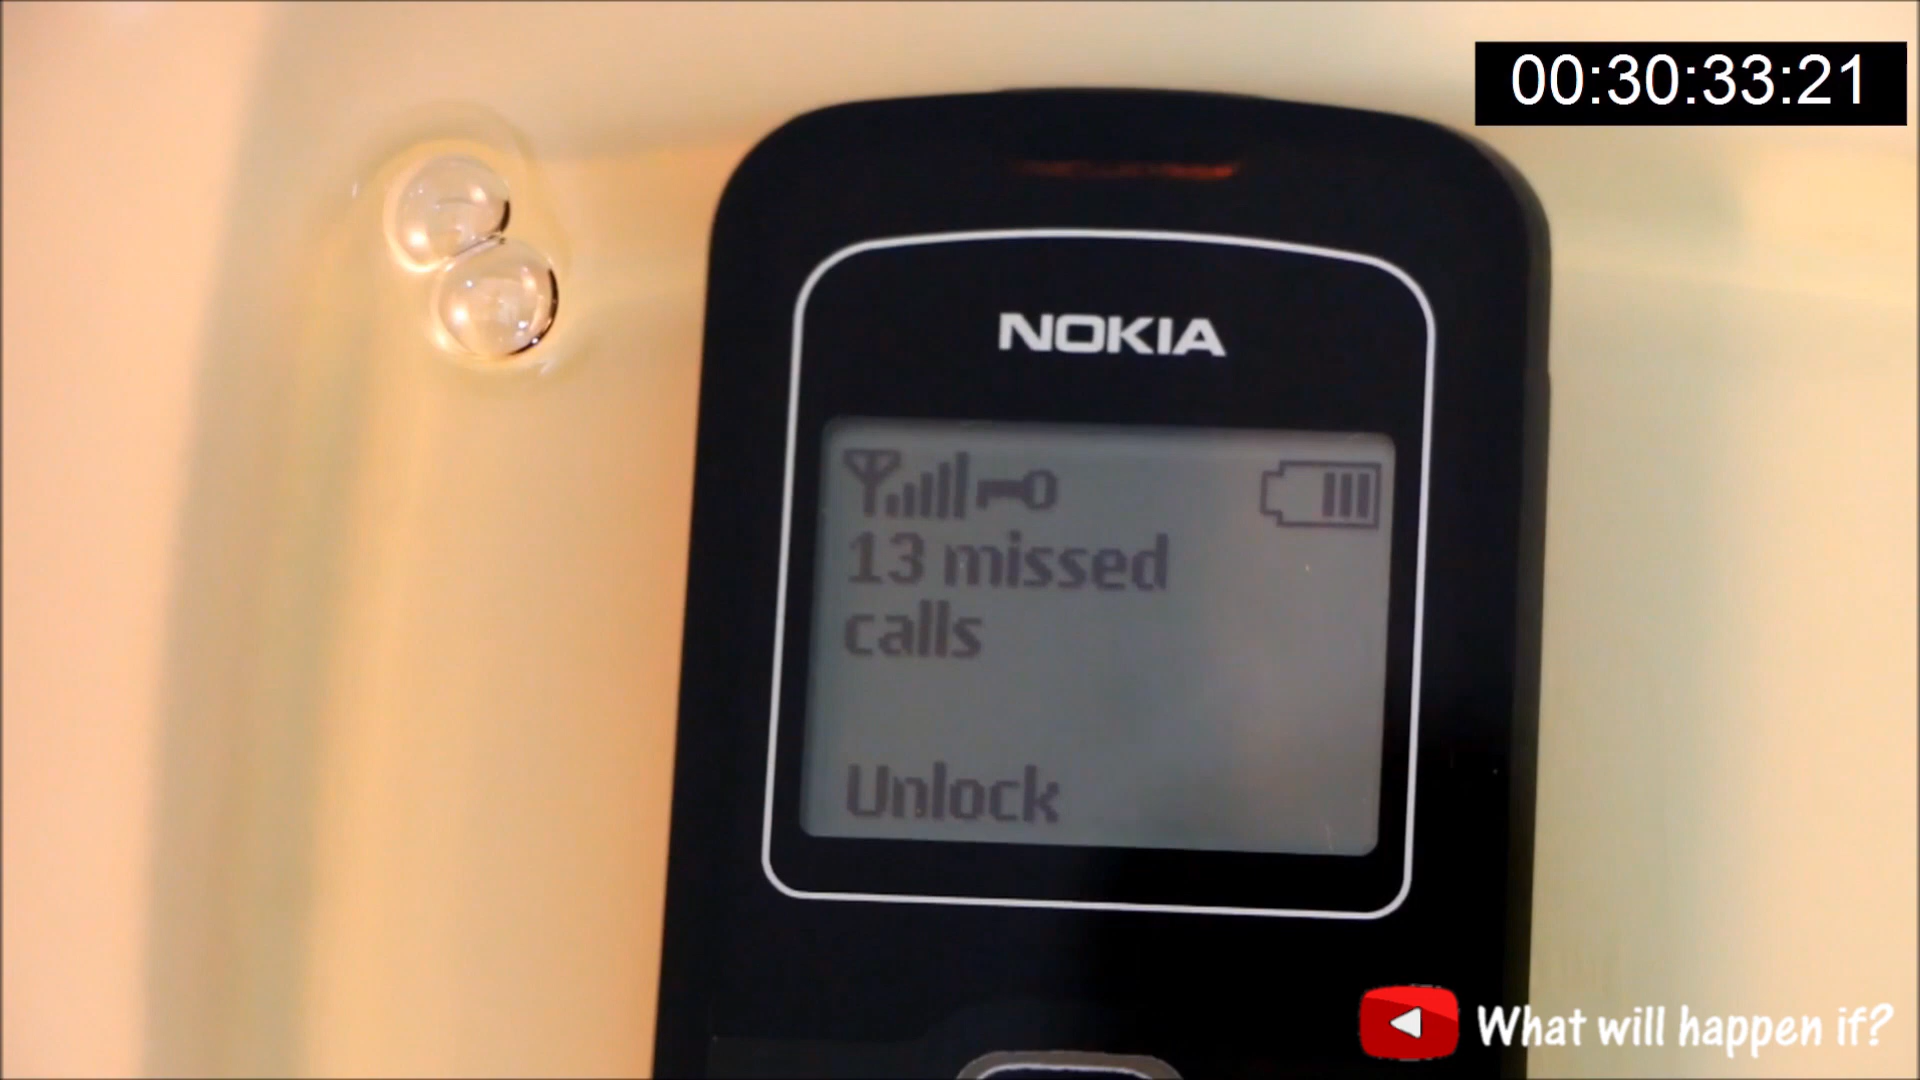 00:30:33:21
NOKIA
13 missed
calls
Unlock
What will happen if?